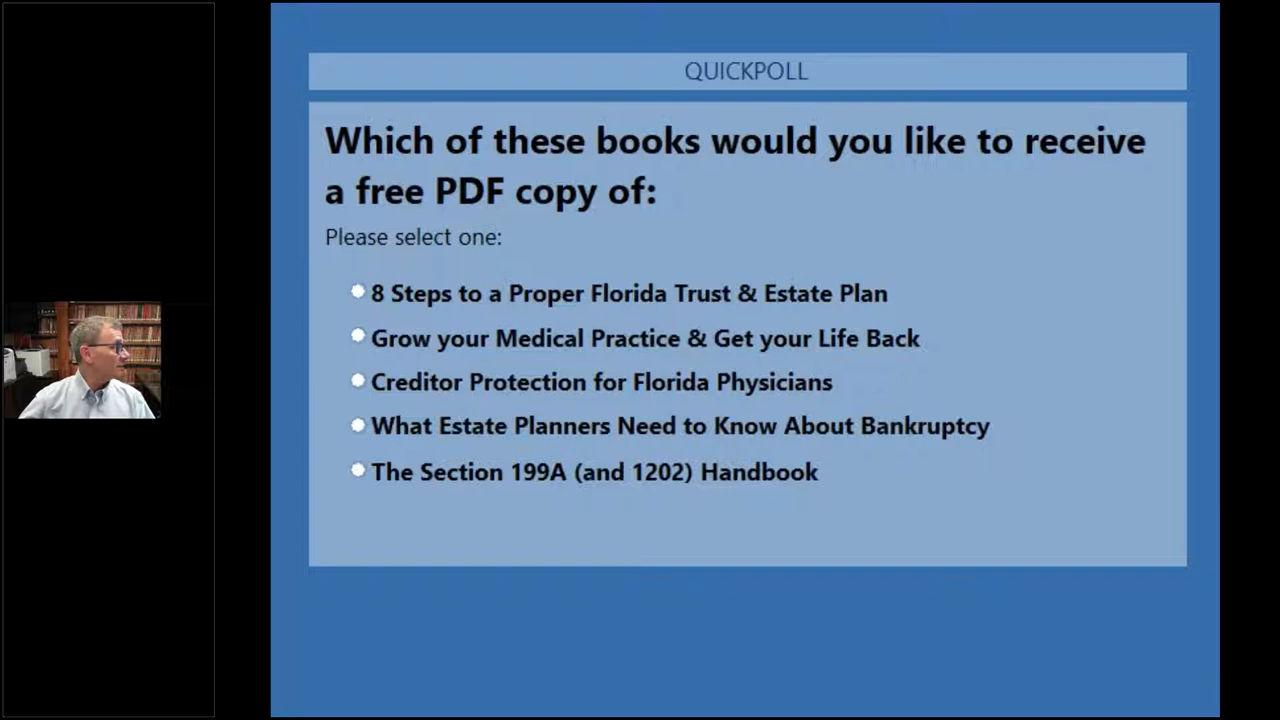 QUICKPOLL
Which of these books would you like to receive
a free PDF copy of:
Please select one:
8 Steps to a Proper Florida Trust & Estate Plan
Grow your Medical Practice & Get your Life Back
Creditor Protection for Florida Physicians
What Estate Planners Need to Know About Bankruptcy
The Section 199A (and 1202) Handbook